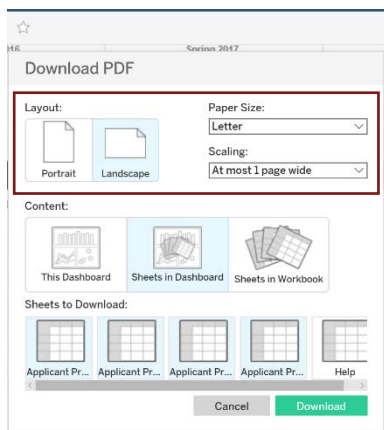 Spring 2017
Download PDF
Layout:
Portrait
Landscape
Paper Size:
Letter
Scaling:
At most 1 page wide
Content:
This Dashboard
Sheets in Dashboard
Sheets in Workbook
Sheets to Download:
Applicant Pr...
Applicant Pr...
Applicant Pr...
Applicant Pr...
Help
Cancel
Download